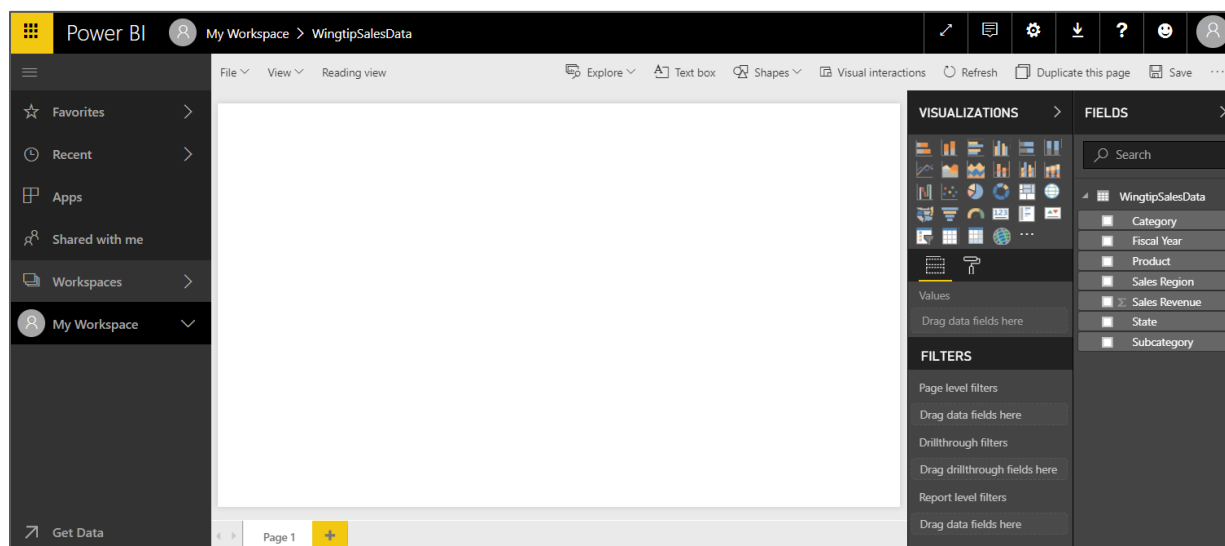 Power BI
My Workspace > WingtipSalesData
?
File View Reading view
Explore Text box Shapes Visual interactions Refresh Duplicate this page Save ...
Favorites
Recent
Apps
Shared with me
Workspaces
My Workspace
Get Data
Page 1
+
VISUALIZATIONS
123
...
Values
Drag data fields here
FILTERS
Page level filters
Drag data fields here
Drillthrough filters
Drag drillthrough fields here
Report level filters
Drag data fields here
FIELDS
Search
WingtipSalesData
Category
Fiscal Year
Product
Sales Region
Σ Sales Revenue
State
Subcategory